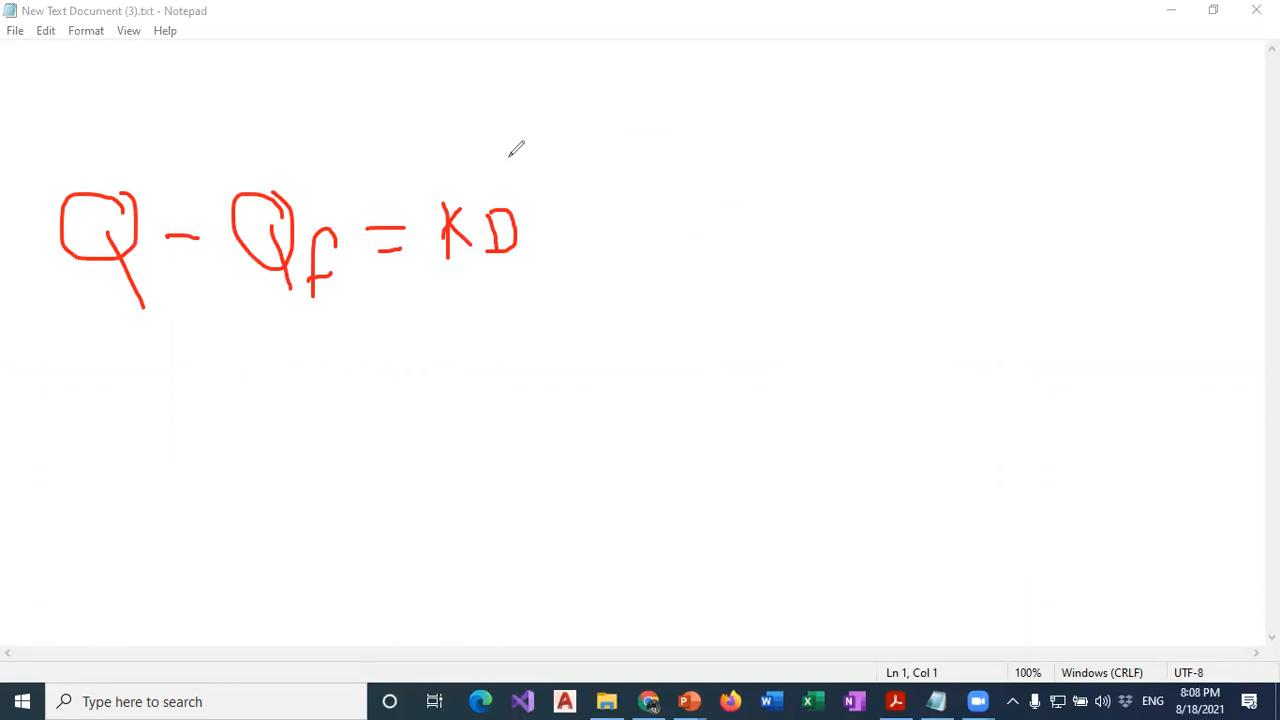 New Text Document (3).txt - Notepad
File Edit Format View Help
Q - Qf = KD
Ln 1, Col 1 100% Windows (CRLF) UTF-8
Type here to search
ENG
8:08 PM
8/18/2021